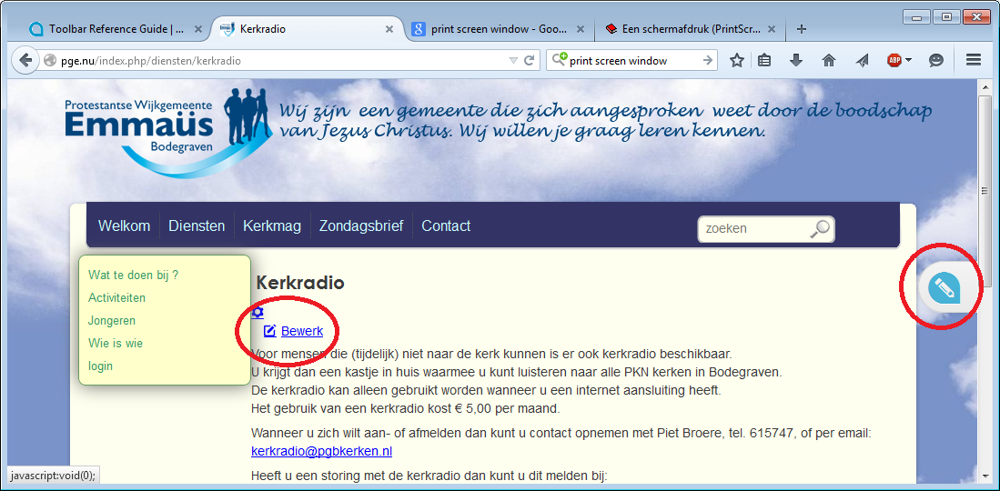 Toolbar Reference Guide | ...
Kerkradio
print screen window - Goo...
Een schermafdruk (PrintScr...
pge.nu/index.php/diensten/kerkradio
print screen window
ABP
Protestantse Wijkgemeente
Emmaüs
Bodegraven
Wij zijn een gemeente die zich aangesproken weet door de boodschap
van Jezus Christus. Wij willen je graag leren kennen.
Welkom Diensten Kerkmag Zondagsbrief Contact
zoeken
Wat te doen bij ?
Activiteiten
Jongeren
Wie is wie
login
Kerkradio
Bewerk
Voor mensen die (tijdelijk) niet naar de kerk kunnen is er ook kerkradio beschikbaar.
U krijgt dan een kastje in huis waarmee u kunt luisteren naar alle PKN kerken in Bodegraven.
De kerkradio kan alleen gebruikt worden wanneer u een internet aansluiting heeft.
Het gebruik van een kerkradio kost € 5,00 per maand.
Wanneer u zich wilt aan- of afmelden dan kunt u contact opnemen met Piet Broere, tel. 615747, of per email:
kerkradio@pgbkerken.nl
Heeft u een storing met de kerkradio dan kunt u dit melden bij:
javascript:void(0);